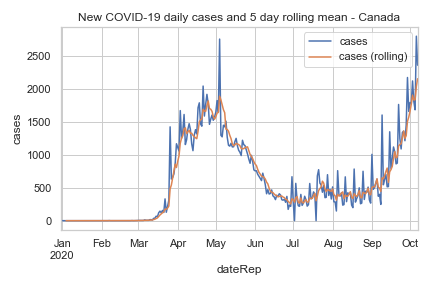 New COVID-19 daily cases and 5 day rolling mean - Canada
cases
cases (rolling)
2500
2000
1500
1000
500
0
cases
Jan Feb Mar Apr May Jun Jul Aug Sep Oct
2020
dateRep